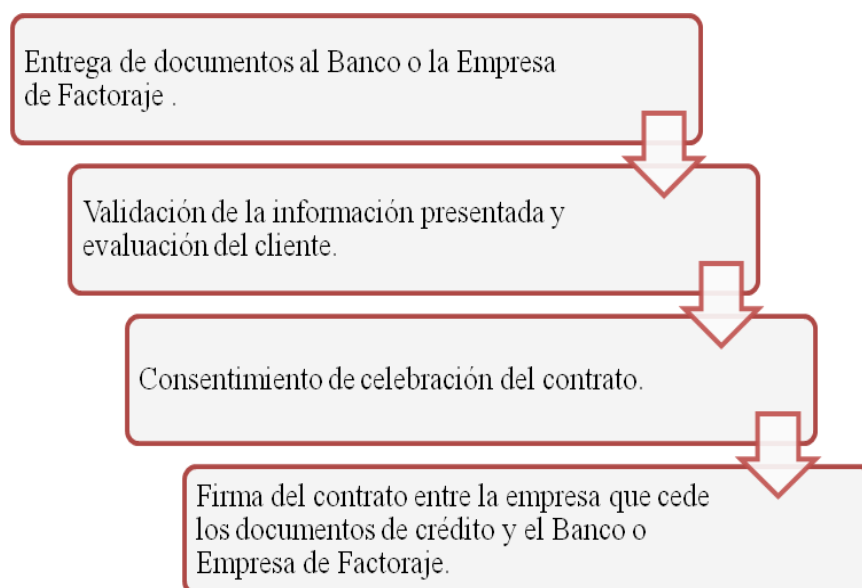 Entrega de documentos al Banco o la Empresa
de Factoraje .
Validación de la información presentada y
evaluación del cliente.
Consentimiento de celebración del contrato.
Firma del contrato entre la empresa que cede
los documentos de crédito y el Banco o
Empresa de Factoraje.